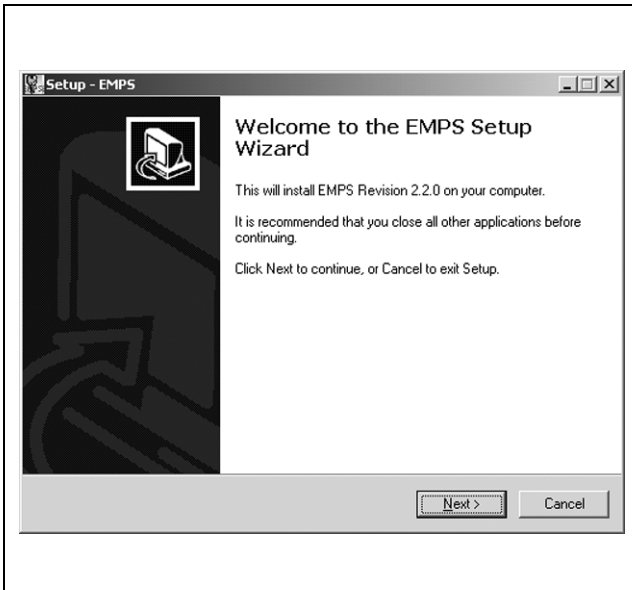 Setup - EMPS
Welcome to the EMPS Setup
Wizard
This will install EMPS Revision 2.2.0 on your computer.
It is recommended that you close all other applications before
continuing.
Click Next to continue, or Cancel to exit Setup.
Next >
Cancel